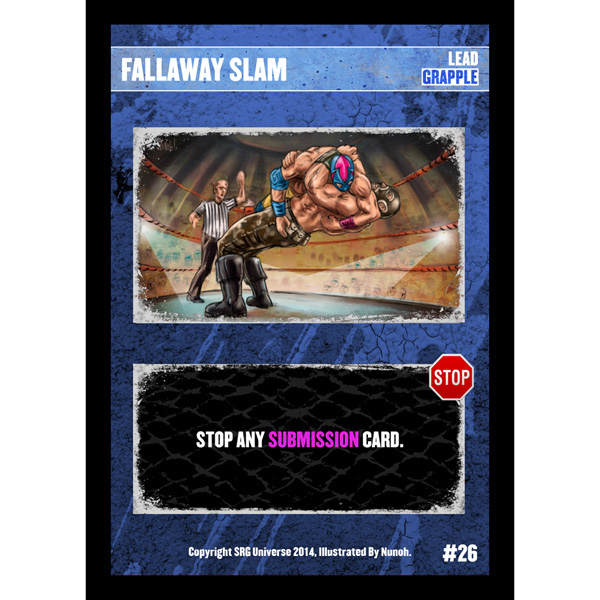 FALLAWAY SLAM
LEAD
GRAPPLE
STOP
STOP ANY SUBMISSION CARD.
Copyright SRG Universe 2014, Illustrated By Nunoh.
#26